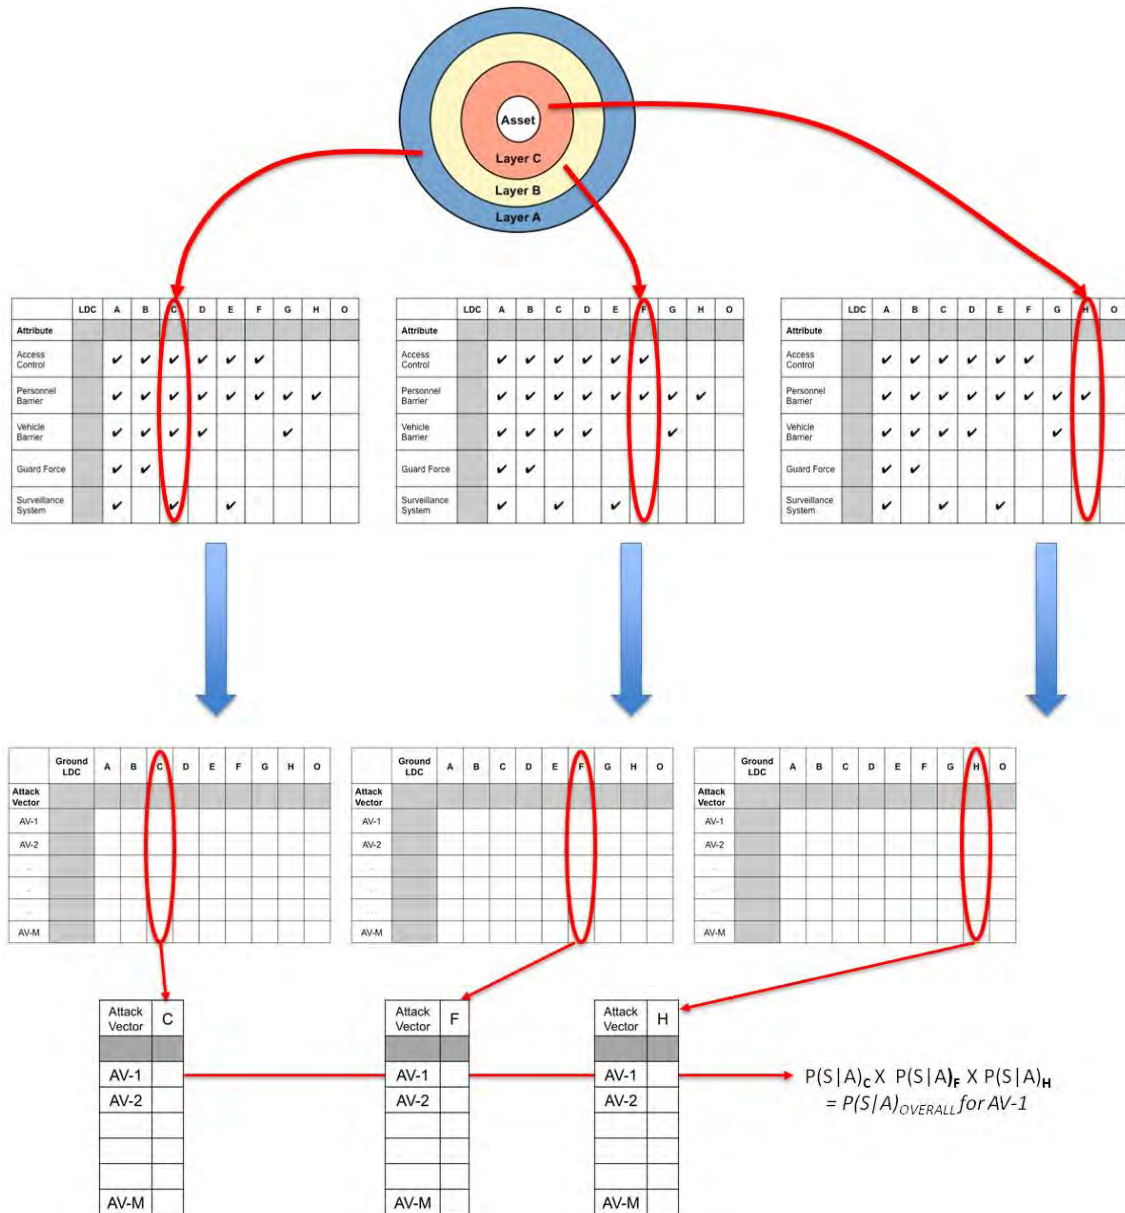 Asset
Layer C
Layer B
Layer A
LDC A B C D E F G H O
Attribute
Access
Control ✔ ✔ ✔ ✔ ✔ ✔
Personnel
Barrier ✔ ✔ ✔ ✔ ✔ ✔ ✔ ✔
Vehicle
Barrier ✔ ✔ ✔ ✔ ✔
Guard Force ✔ ✔
Surveillance
System ✔ ✔ ✔
LDC A B C D E F G H O
Attribute
Access
Control ✔ ✔ ✔ ✔ ✔ ✔
Personnel
Barrier ✔ ✔ ✔ ✔ ✔ ✔ ✔ ✔
Vehicle
Barrier ✔ ✔ ✔ ✔ ✔
Guard Force ✔ ✔
Surveillance
System ✔ ✔ ✔
LDC A B C D E F G H O
Attribute
Access
Control ✔ ✔ ✔ ✔ ✔ ✔
Personnel
Barrier ✔ ✔ ✔ ✔ ✔ ✔ ✔ ✔
Vehicle
Barrier ✔ ✔ ✔ ✔ ✔
Guard Force ✔ ✔
Surveillance
System ✔ ✔ ✔
Ground
LDC A B C D E F G H O
Attack
Vector
AV-1
AV-2
..
..
..
AV-M
Ground
LDC A B C D E F G H O
Attack
Vector
AV-1
AV-2
..
..
..
AV-M
Ground
LDC A B C D E F G H O
Attack
Vector
AV-1
AV-2
..
..
..
AV-M
Attack
Vector C
AV-1
AV-2
AV-M
Attack
Vector F
AV-1
AV-2
AV-M
Attack
Vector H
AV-1
AV-2
AV-M
P(S|A)C X P(S|A)F X P(S|A)H
= P(S|A)OVERALL for AV-1